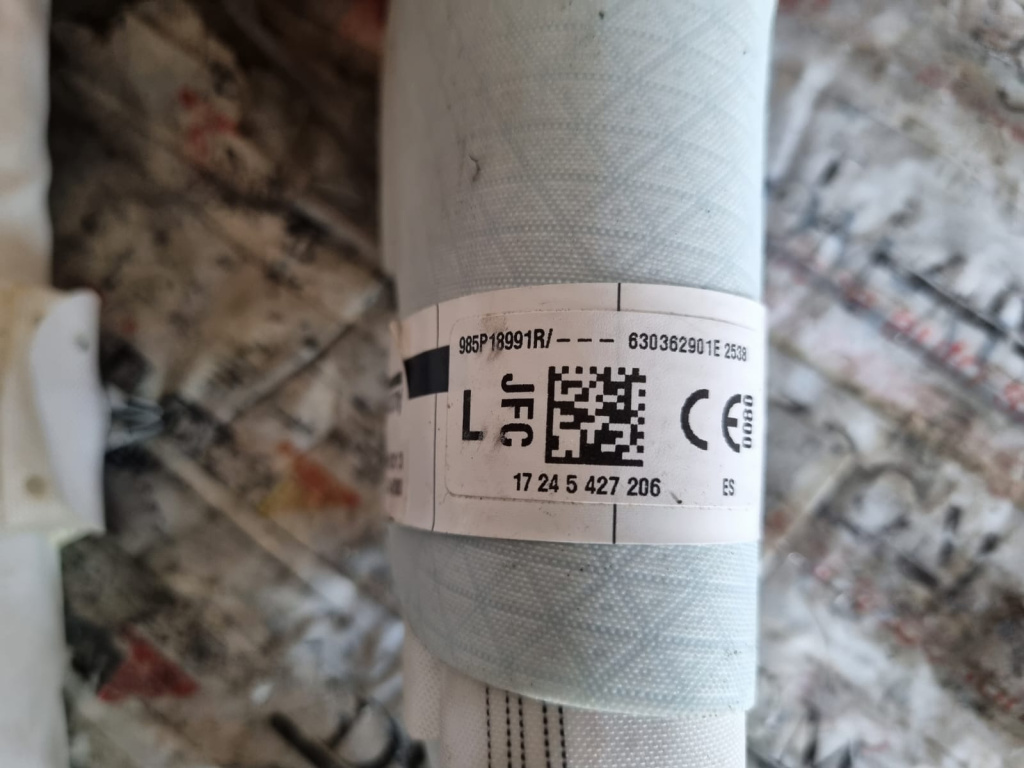 985P18991R/--- 630362901E 2538
L JFC CE 0080
17 24 5 427 206 ES